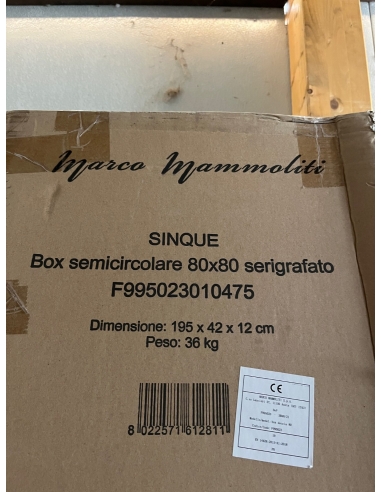 Marco Mammoliti
SINQUE
Box semicircolare 80x80 serigrafato
F995023010475
Dimensione: 195 x 42 x 12 cm
Peso: 36 kg
8 022571 612811
CE